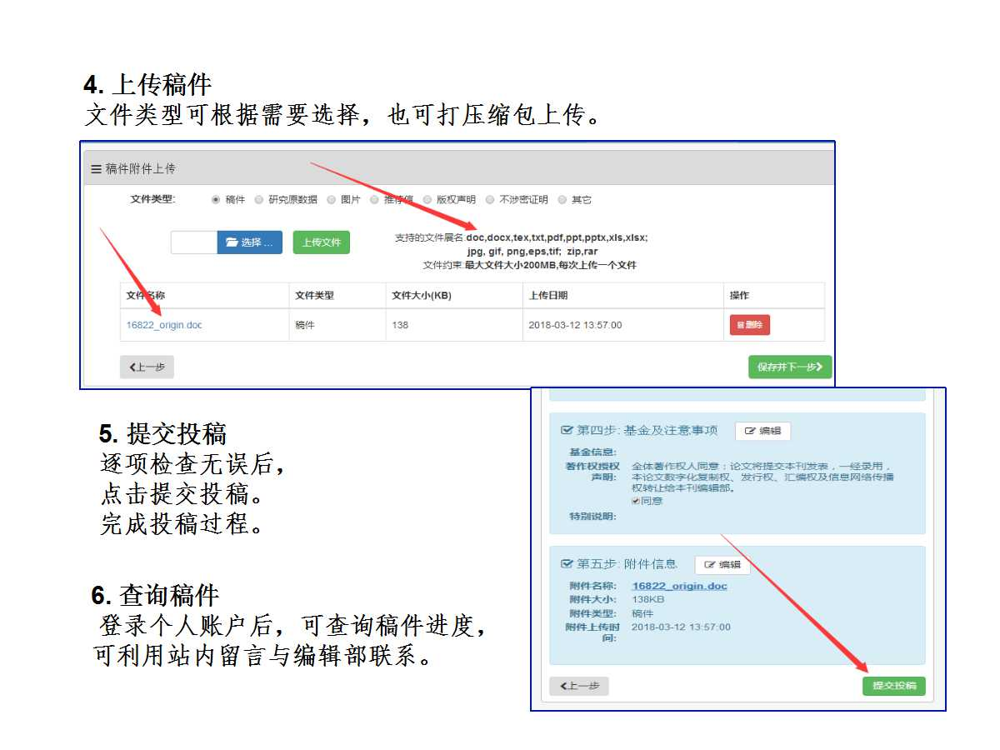 4. 上传稿件
文件类型可根据需要选择，也可打压缩包上传。
稿件附件上传
文件类型: 稿件 研究原数据 图片 推荐信 版权声明 不涉密证明 其它
选择 ... 上传文件 支持的文件展名:doc,docx,tex,txt,pdf,ppt,pptx,xls,xlsx;
jpg, gif, png,eps,tif; zip,rar
文件约束:最大文件大小200MB,每次上传一个文件
文件名称 文件类型 文件大小(KB) 上传日期 操作
16822_origin.doc 稿件 138 2018-03-12 13:57:00 删除
上一步 保存并下一步
5. 提交投稿
逐项检查无误后，
点击提交投稿。
完成投稿过程。
6. 查询稿件
登录个人账户后，可查询稿件进度，
可利用站内留言与编辑部联系。
第四步: 基金及注意事项 编辑
基金信息:
著作权授权声明: 全体著作权人同意：论文将提交本刊发表，一经录用，
本论文数字化复制权、发行权、汇编权及信息网络传播
权转让给本刊编辑部。
同意
特别说明:
第五步: 附件信息 编辑
附件名称: 16822_origin.doc
附件大小: 138KB
附件类型: 稿件
附件上传时间: 2018-03-12 13:57:00
上一步 提交投稿